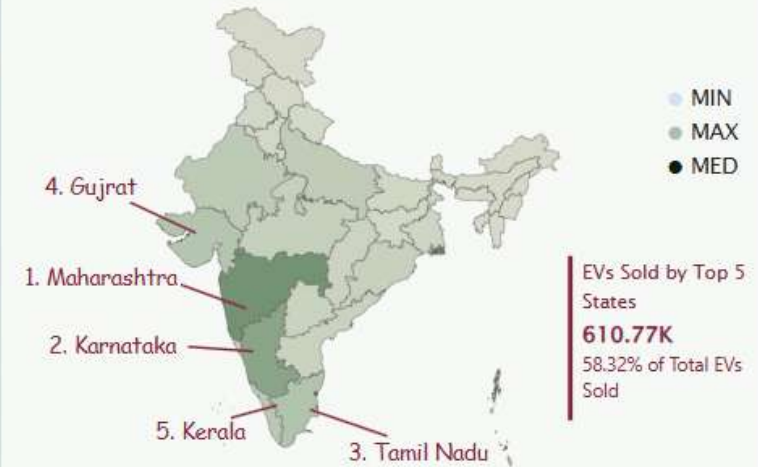 MIN
MAX
MED
4. Gujrat
1. Maharashtra
2. Karnataka
5. Kerala
3. Tamil Nadu
EVs Sold by Top 5
States
610.77K
58.32% of Total EVs
Sold